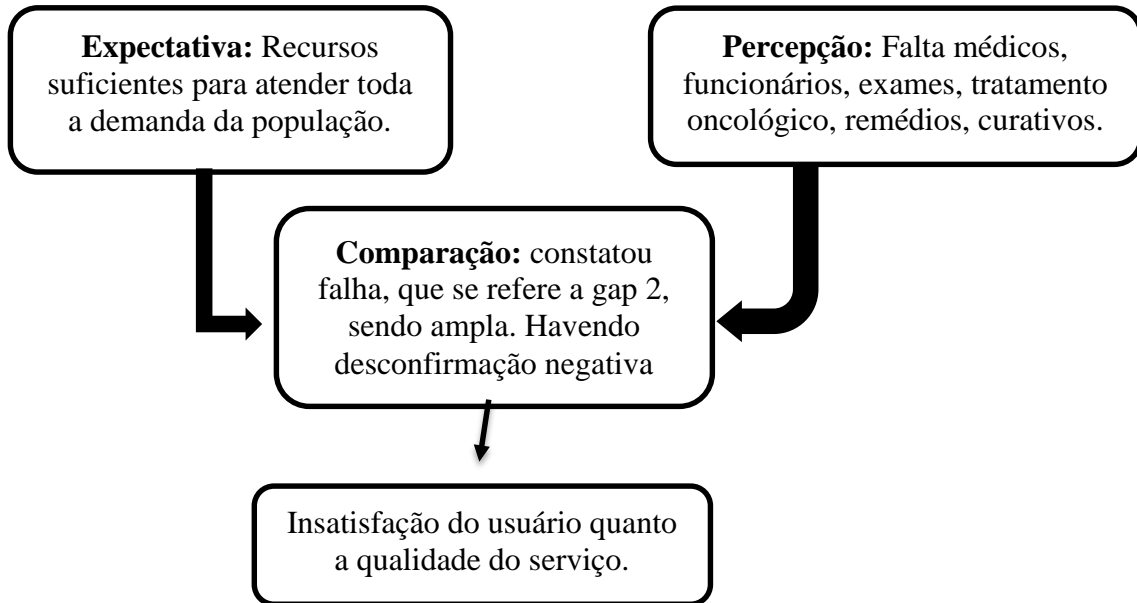 Expectativa: Recursos
suficientes para atender toda
a demanda da população.
Percepção: Falta médicos,
funcionários, exames, tratamento
oncológico, remédios, curativos.
Comparação: constatou
falha, que se refere a gap 2,
sendo ampla. Havendo
desconfirmação negativa
Insatisfação do usuário quanto
a qualidade do serviço.